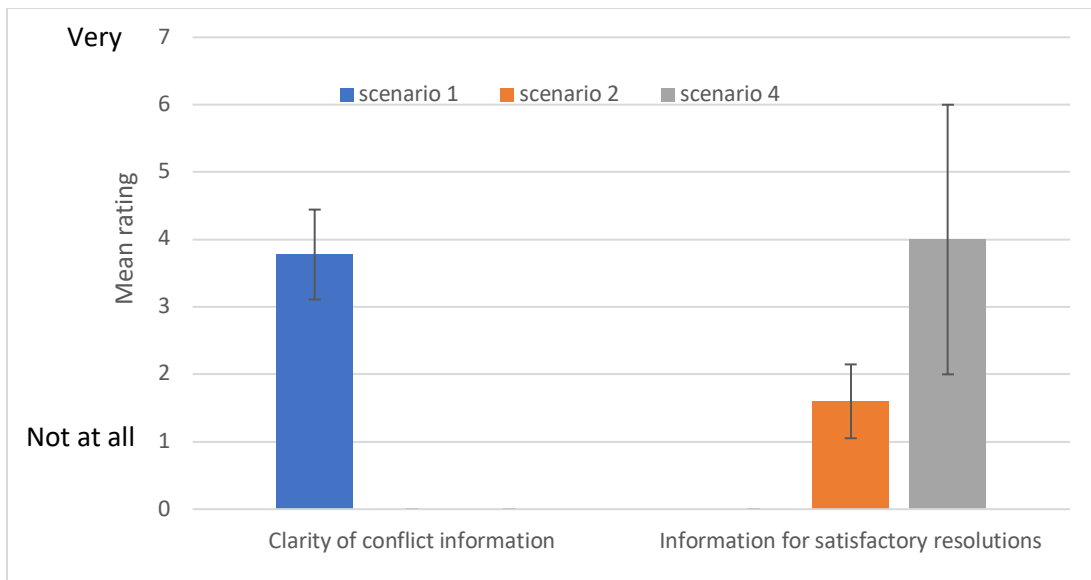 Very
7
scenario 1 scenario 2 scenario 4
6
5
Mean rating
4
3
2
Not at all
1
0
Clarity of conflict information Information for satisfactory resolutions